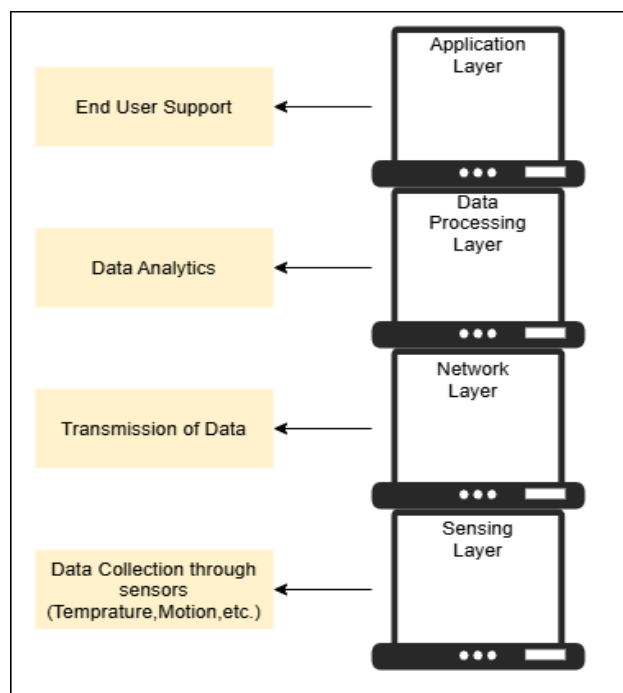 Application
Layer
End User Support
Data
Processing
Layer
Data Analytics
Network
Layer
Transmission of Data
Sensing
Layer
Data Collection through
sensors
(Temprature,Motion,etc.)